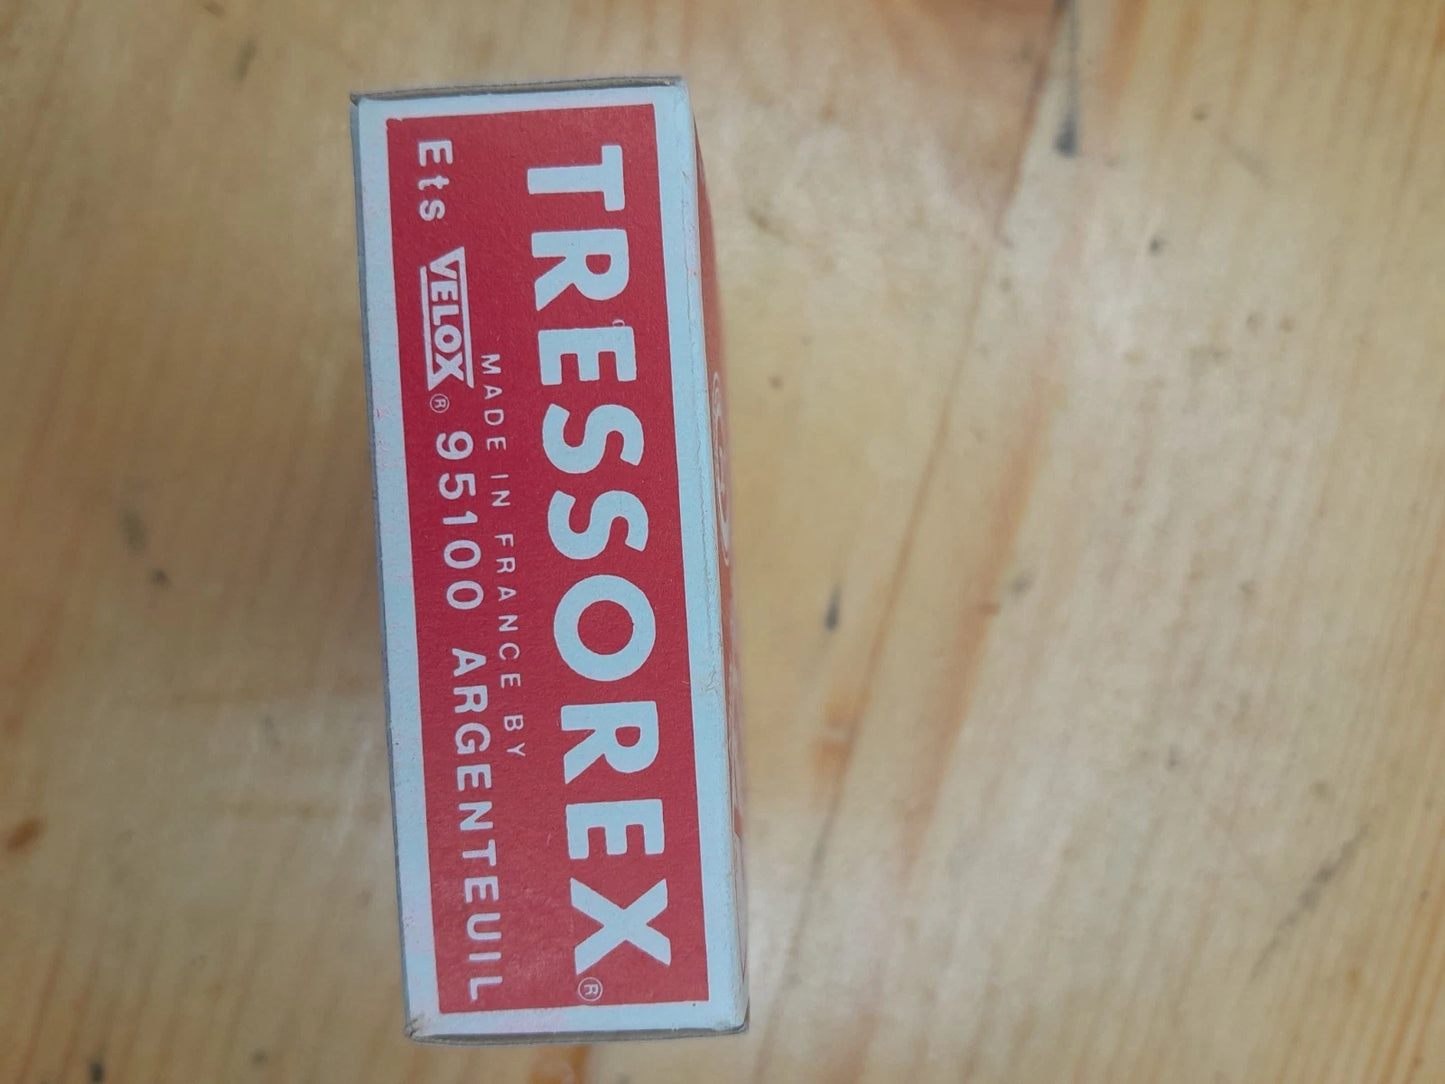 TRESSOREX®
MADE IN FRANCE BY
Ets VELOX® 95100 ARGENTEUIL